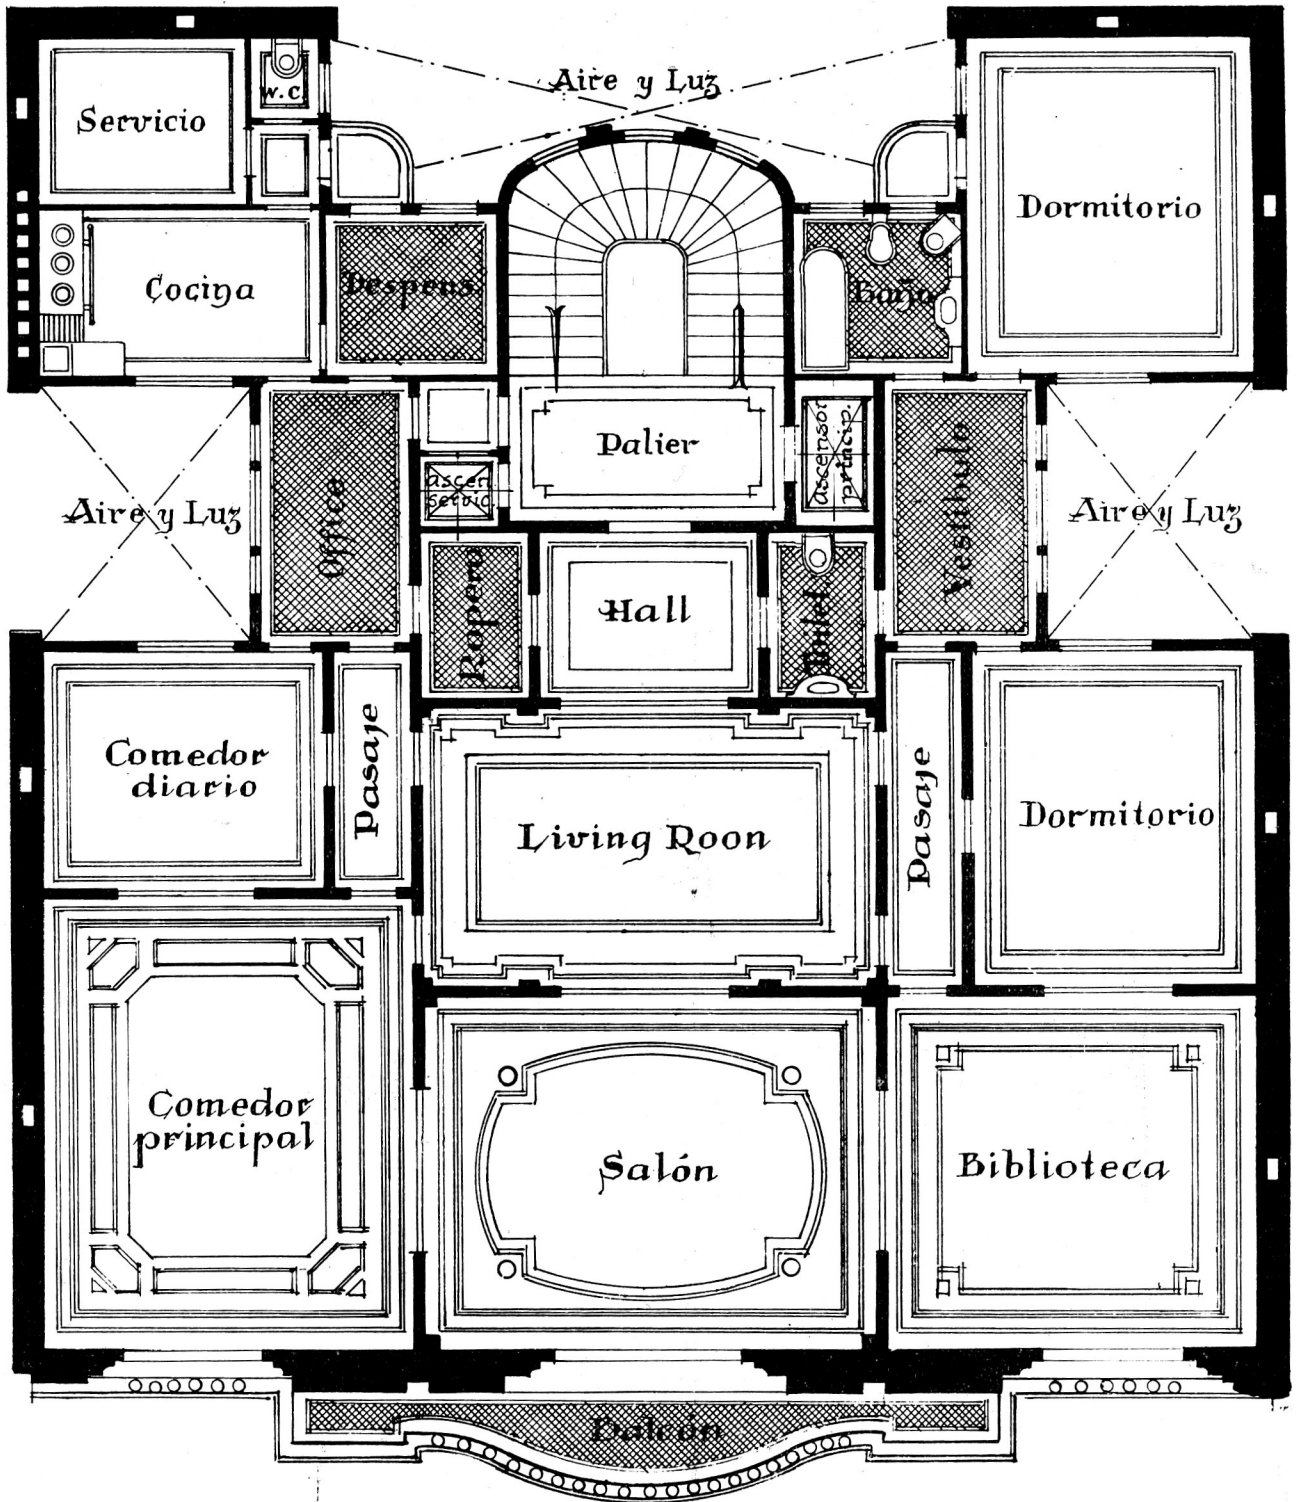 Aire y Luz
w.c.
Servicio
Dormitorio
Cocina
Despensa
Baño
Palier
ascensor
princip.
ascen
servic
Aire y Luz
Office
Vestíbulo
Aire y Luz
Ropero
Hall
Toilet
Comedor
diario
Pasaje
Living Roon
Pasaje
Dormitorio
Comedor
principal
Salón
Biblioteca
Balcón